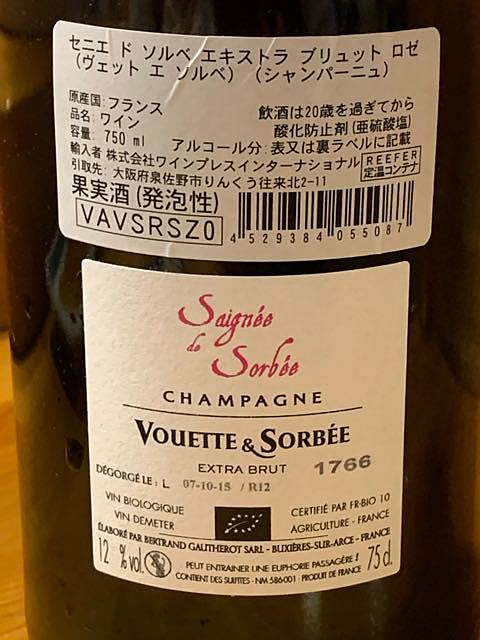 セニエ ド ソルベ エキストラ ブリュット ロゼ
(ヴェット エ ソルベ) (シャンパーニュ)
原産国:フランス
飲酒は20歳を過ぎてから
品名:ワイン
酸化防止剤(亜硫酸塩)
容量: 750 ml
アルコール分:表又は裏ラベルに記載
輸入者 株式会社ワインプレスインターナショナル
REEFER
定温コンテナ
引取先: 大阪府泉佐野市りんくう往来北2-11
果実酒(発泡性)
VAVSRSZ0
4 529384 055087
Saignée
de Sorbée
CHAMPAGNE
VOUETTE & SORBÉE
EXTRA BRUT 1766
DÉGORGÉ LE : L 07-10-15 / R12
VIN BIOLOGIQUE
VIN DEMETER
CERTIFIÉ PAR FR-BIO 10
AGRICULTURE - FRANCE
ÉLABORÉ PAR BERTRAND GAUTHEROT SARL - BUXIÈRES-SUR-ARCE - FRANCE
12 % vol.
PEUT ENTRAINER UNE EUPHORIE PASSAGÈRE !
75 cl.
CONTIENT DES SULFITES - NM 586001 - PRODUIT DE FRANCE